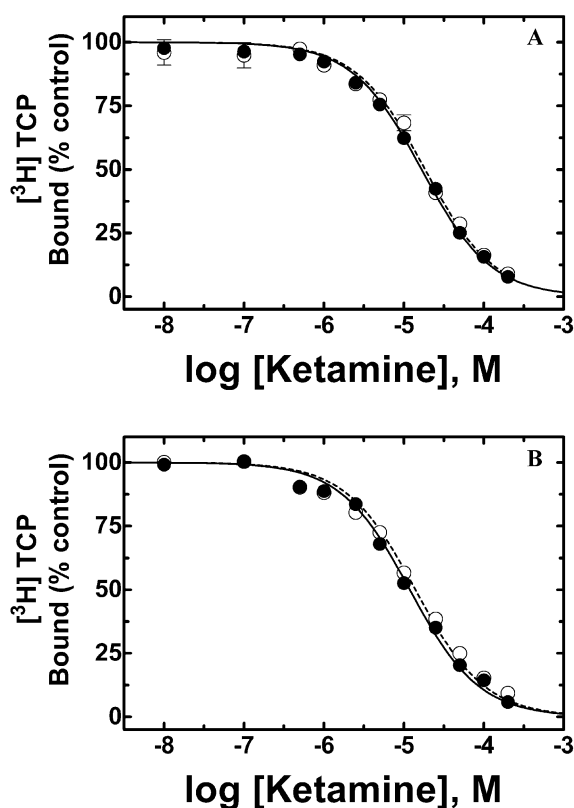 A
[³H] TCP
Bound (% control)
100
75
50
25
0
-8 -7 -6 -5 -4 -3
log [Ketamine], M
B
[³H] TCP
Bound (% control)
100
75
50
25
0
-8 -7 -6 -5 -4 -3
log [Ketamine], M